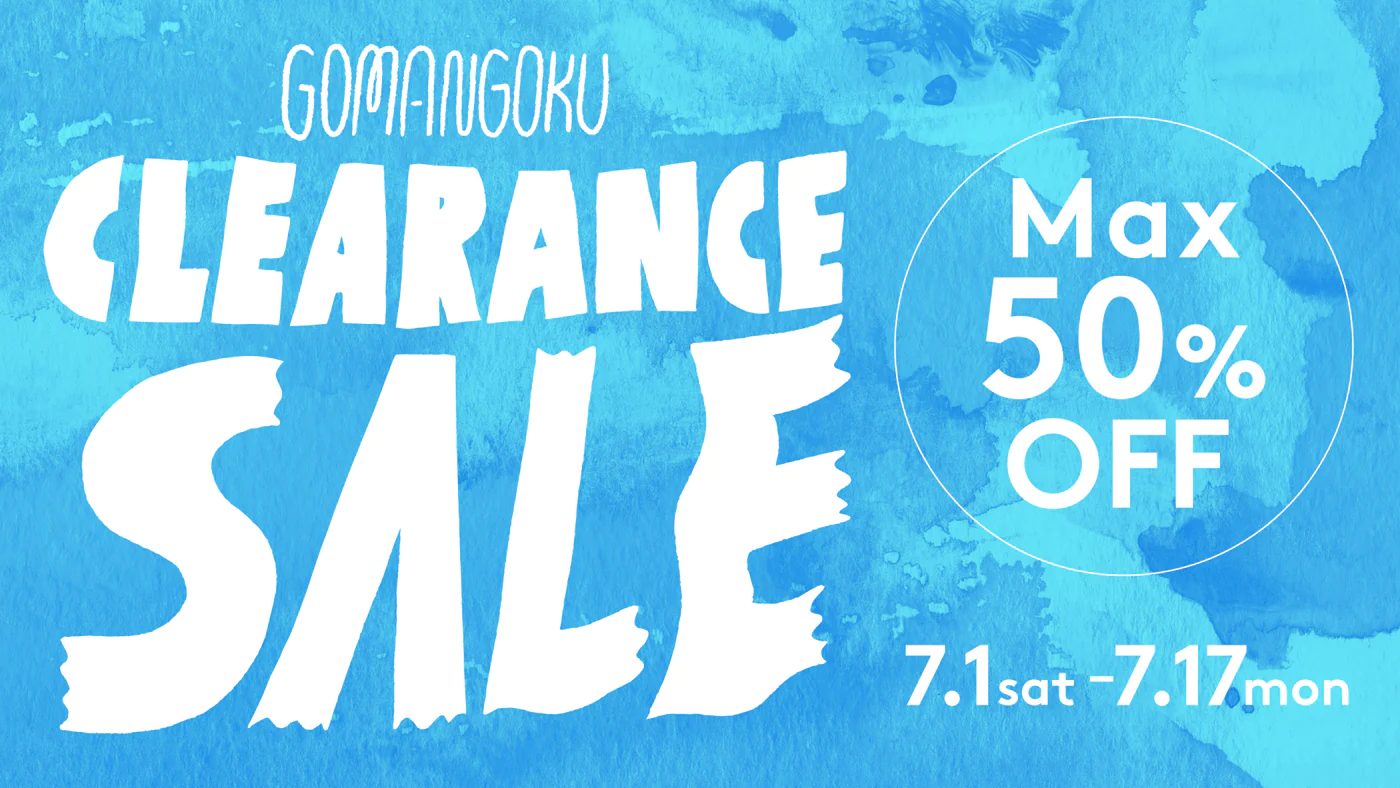 GOMANGOKU
CLEARANCE
SALE
Max
50%
OFF
7.1sat –7.17mon